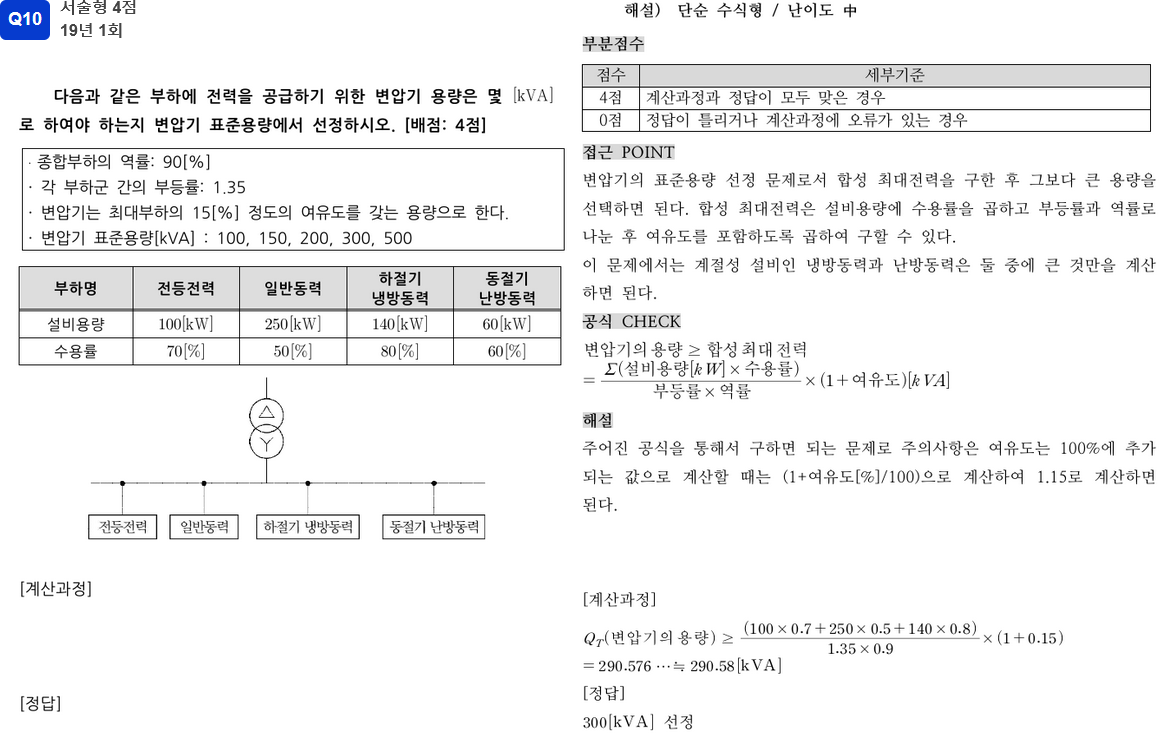 Q10
서술형 4점
19년 1회
다음과 같은 부하에 전력을 공급하기 위한 변압기 용량은 몇 [kVA]
로 하여야 하는지 변압기 표준용량에서 선정하시오. [배점: 4점]
· 종합부하의 역률: 90[%]
· 각 부하군 간의 부등률: 1.35
· 변압기는 최대부하의 15[%] 정도의 여유도를 갖는 용량으로 한다.
· 변압기 표준용량[kVA] : 100, 150, 200, 300, 500
부하명 전등전력 일반동력 하절기 냉방동력 동절기 난방동력
설비용량 100[kW] 250[kW] 140[kW] 60[kW]
수용률 70[%] 50[%] 80[%] 60[%]
전등전력 일반동력 하절기 냉방동력 동절기 난방동력
[계산과정]
[정답]
해설) 단순 수식형 / 난이도 中
부분점수
점수 세부기준
4점 계산과정과 정답이 모두 맞은 경우
0점 정답이 틀리거나 계산과정에 오류가 있는 경우
접근 POINT
변압기의 표준용량 선정 문제로서 합성 최대전력을 구한 후 그보다 큰 용량을
선택하면 된다. 합성 최대전력은 설비용량에 수용률을 곱하고 부등률과 역률로
나눈 후 여유도를 포함하도록 곱하여 구할 수 있다.
이 문제에서는 계절성 설비인 냉방동력과 난방동력은 둘 중에 큰 것만을 계산
하면 된다.
공식 CHECK
변압기의 용량 ≥ 합성 최대 전력
= Σ(설비용량[kW]×수용률) / 부등률×역률 ×(1+여유도)[kVA]
해설
주어진 공식을 통해서 구하면 되는 문제로 주의사항은 여유도는 100%에 추가
되는 값으로 계산할 때는 (1+여유도[%]/100)으로 계산하여 1.15로 계산하면
된다.
[계산과정]
Q_T(변압기의 용량) ≥ (100×0.7+250×0.5+140×0.8) / 1.35×0.9 ×(1+0.15)
= 290.576 ⋯≒ 290.58[kVA]
[정답]
300[kVA] 선정